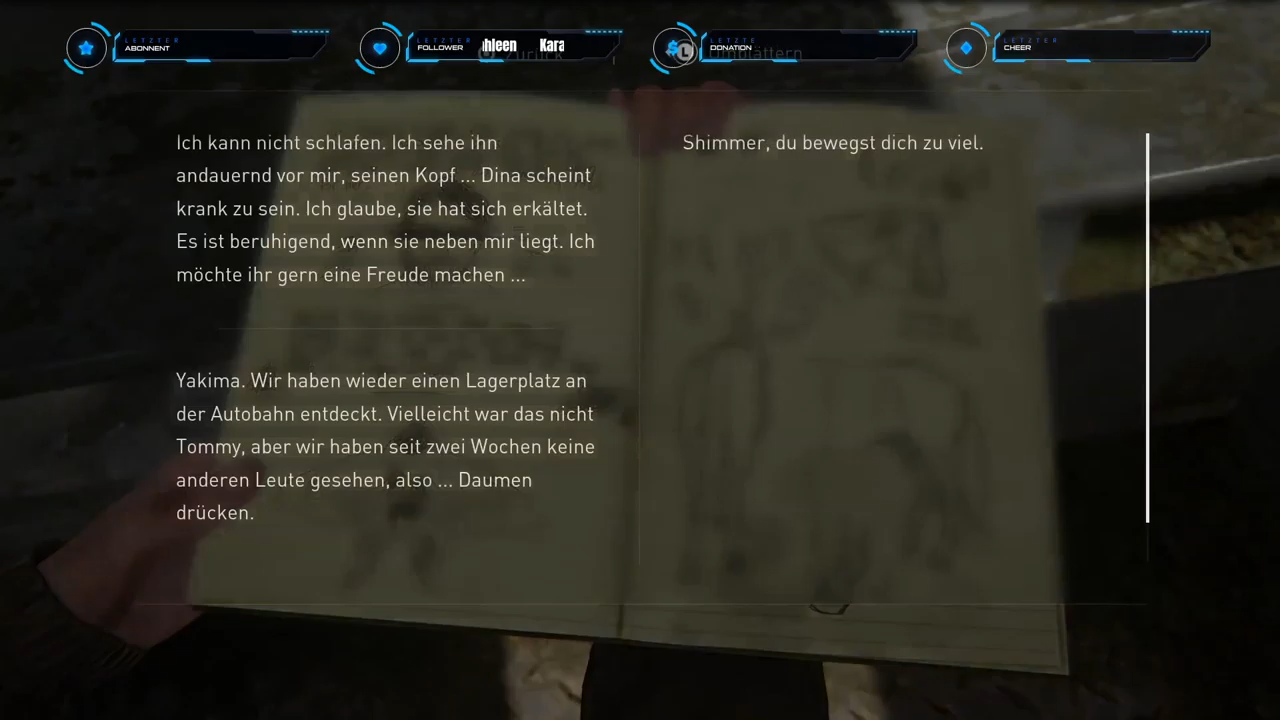 LETZTER
ABONNENT
LETZTER
FOLLOWER
hleen Kara
LETZTE
DONATION
LETZTER
CHEER
Zurück
L Umblättern
Ich kann nicht schlafen. Ich sehe ihn
andauernd vor mir, seinen Kopf ... Dina scheint
krank zu sein. Ich glaube, sie hat sich erkältet.
Es ist beruhigend, wenn sie neben mir liegt. Ich
möchte ihr gern eine Freude machen ...
Yakima. Wir haben wieder einen Lagerplatz an
der Autobahn entdeckt. Vielleicht war das nicht
Tommy, aber wir haben seit zwei Wochen keine
anderen Leute gesehen, also ... Daumen
drücken.
Shimmer, du bewegst dich zu viel.